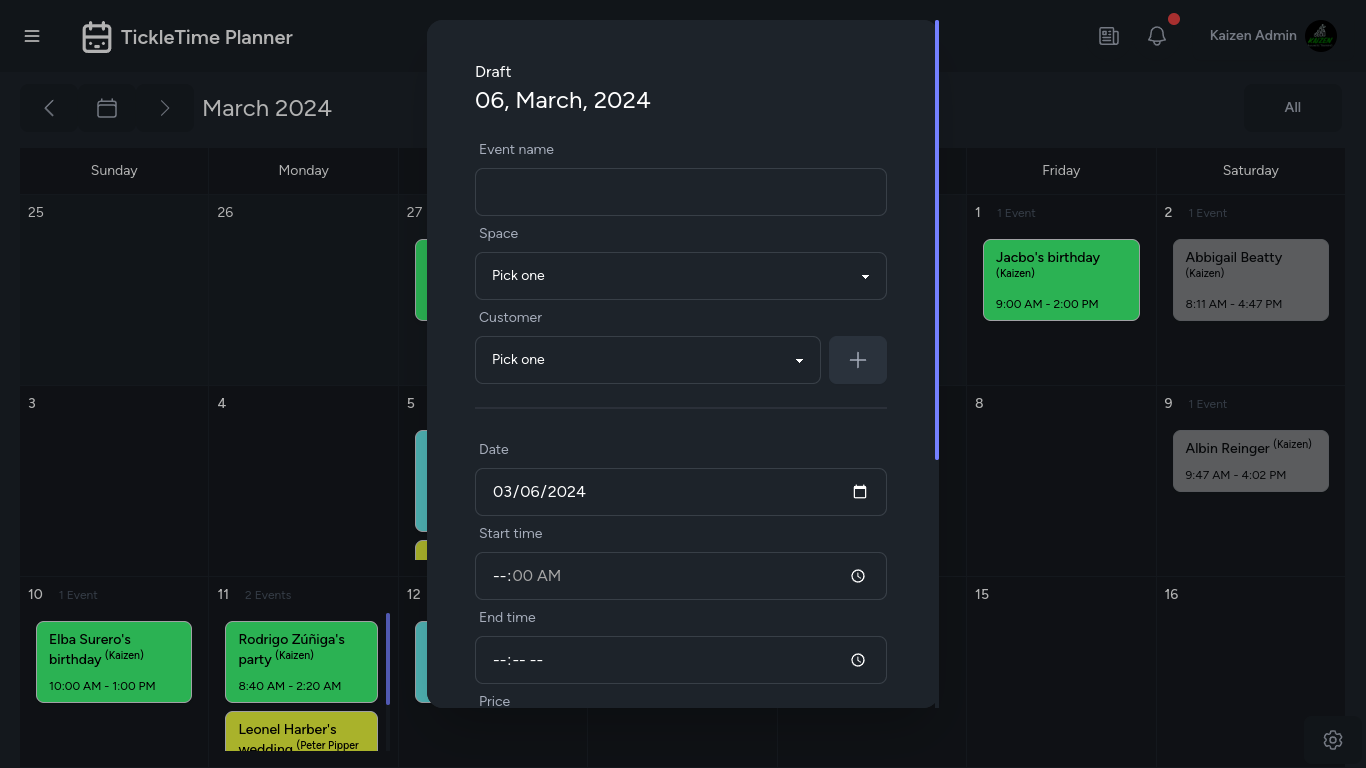 TickleTime Planner
Kaizen Admin
March 2024
All
Sunday
Monday
Friday
Saturday
25
26
27
1
1 Event
Jacbo's birthday
(Kaizen)
9:00 AM - 2:00 PM
2
1 Event
Abbigail Beatty
(Kaizen)
8:11 AM - 4:47 PM
3
4
5
8
9
1 Event
Albin Reinger (Kaizen)
9:47 AM - 4:02 PM
10
1 Event
Elba Surero's
birthday (Kaizen)
10:00 AM - 1:00 PM
11
2 Events
Rodrigo Zúñiga's
party (Kaizen)
8:40 AM - 2:20 AM
Leonel Harber's
wedding (Peter Pipper
12
15
16
Draft
06, March, 2024
Event name
Space
Pick one
Customer
Pick one
Date
03/06/2024
Start time
--:00 AM
End time
--:-- --
Price